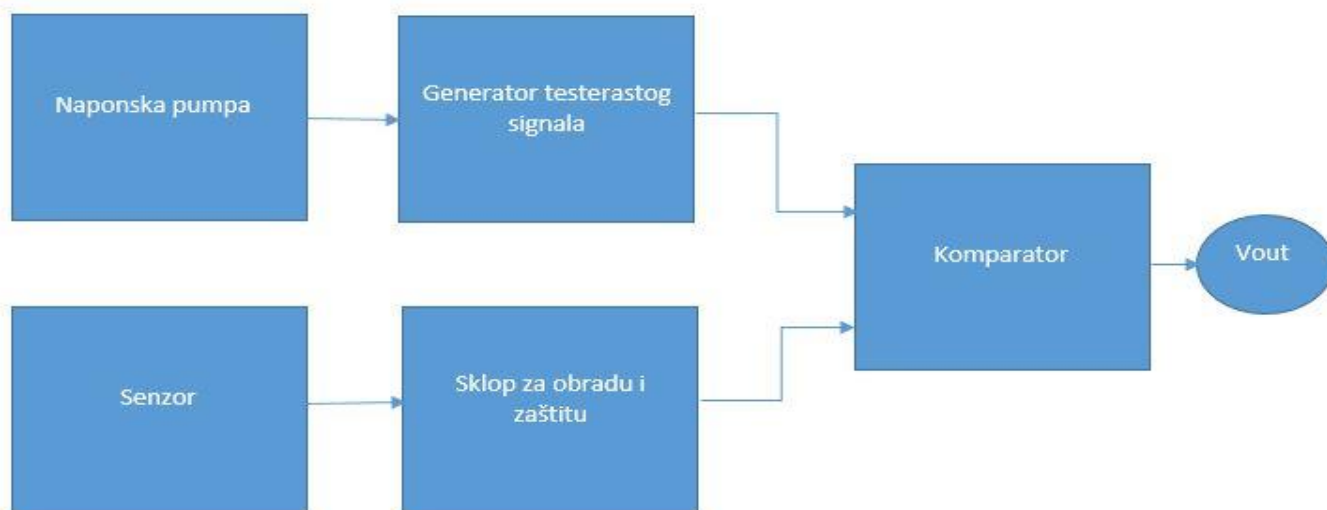 Naponska pumpa
Generator testerastog
signala
Komparator
Vout
Senzor
Sklop za obradu i
zaštitu